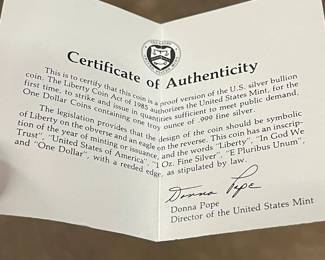 Certificate of Authenticity
This is to certify that this coin is a proof version of the U.S. silver bullion
coin. The Liberty Coin Act of 1985 authorizes the United States Mint, for the
first time, to strike and issue in quantities sufficient to meet public demand.
One Dollar Coins containing one troy ounce of .999 fine silver.
The legislation provides that the design of the coin should be symbolic
of Liberty on the obverse and an eagle on the reverse. This coin has an inscrip-
tion of the year of minting or issuance, and the words "Liberty", "In God We
Trust", "United States of America", "1 Oz. Fine Silver", "E Pluribus Unum",
and "One Dollar", with a reeded edge, as stipulated by law.
Donna Pope
Donna Pope
Director of the United States Mint